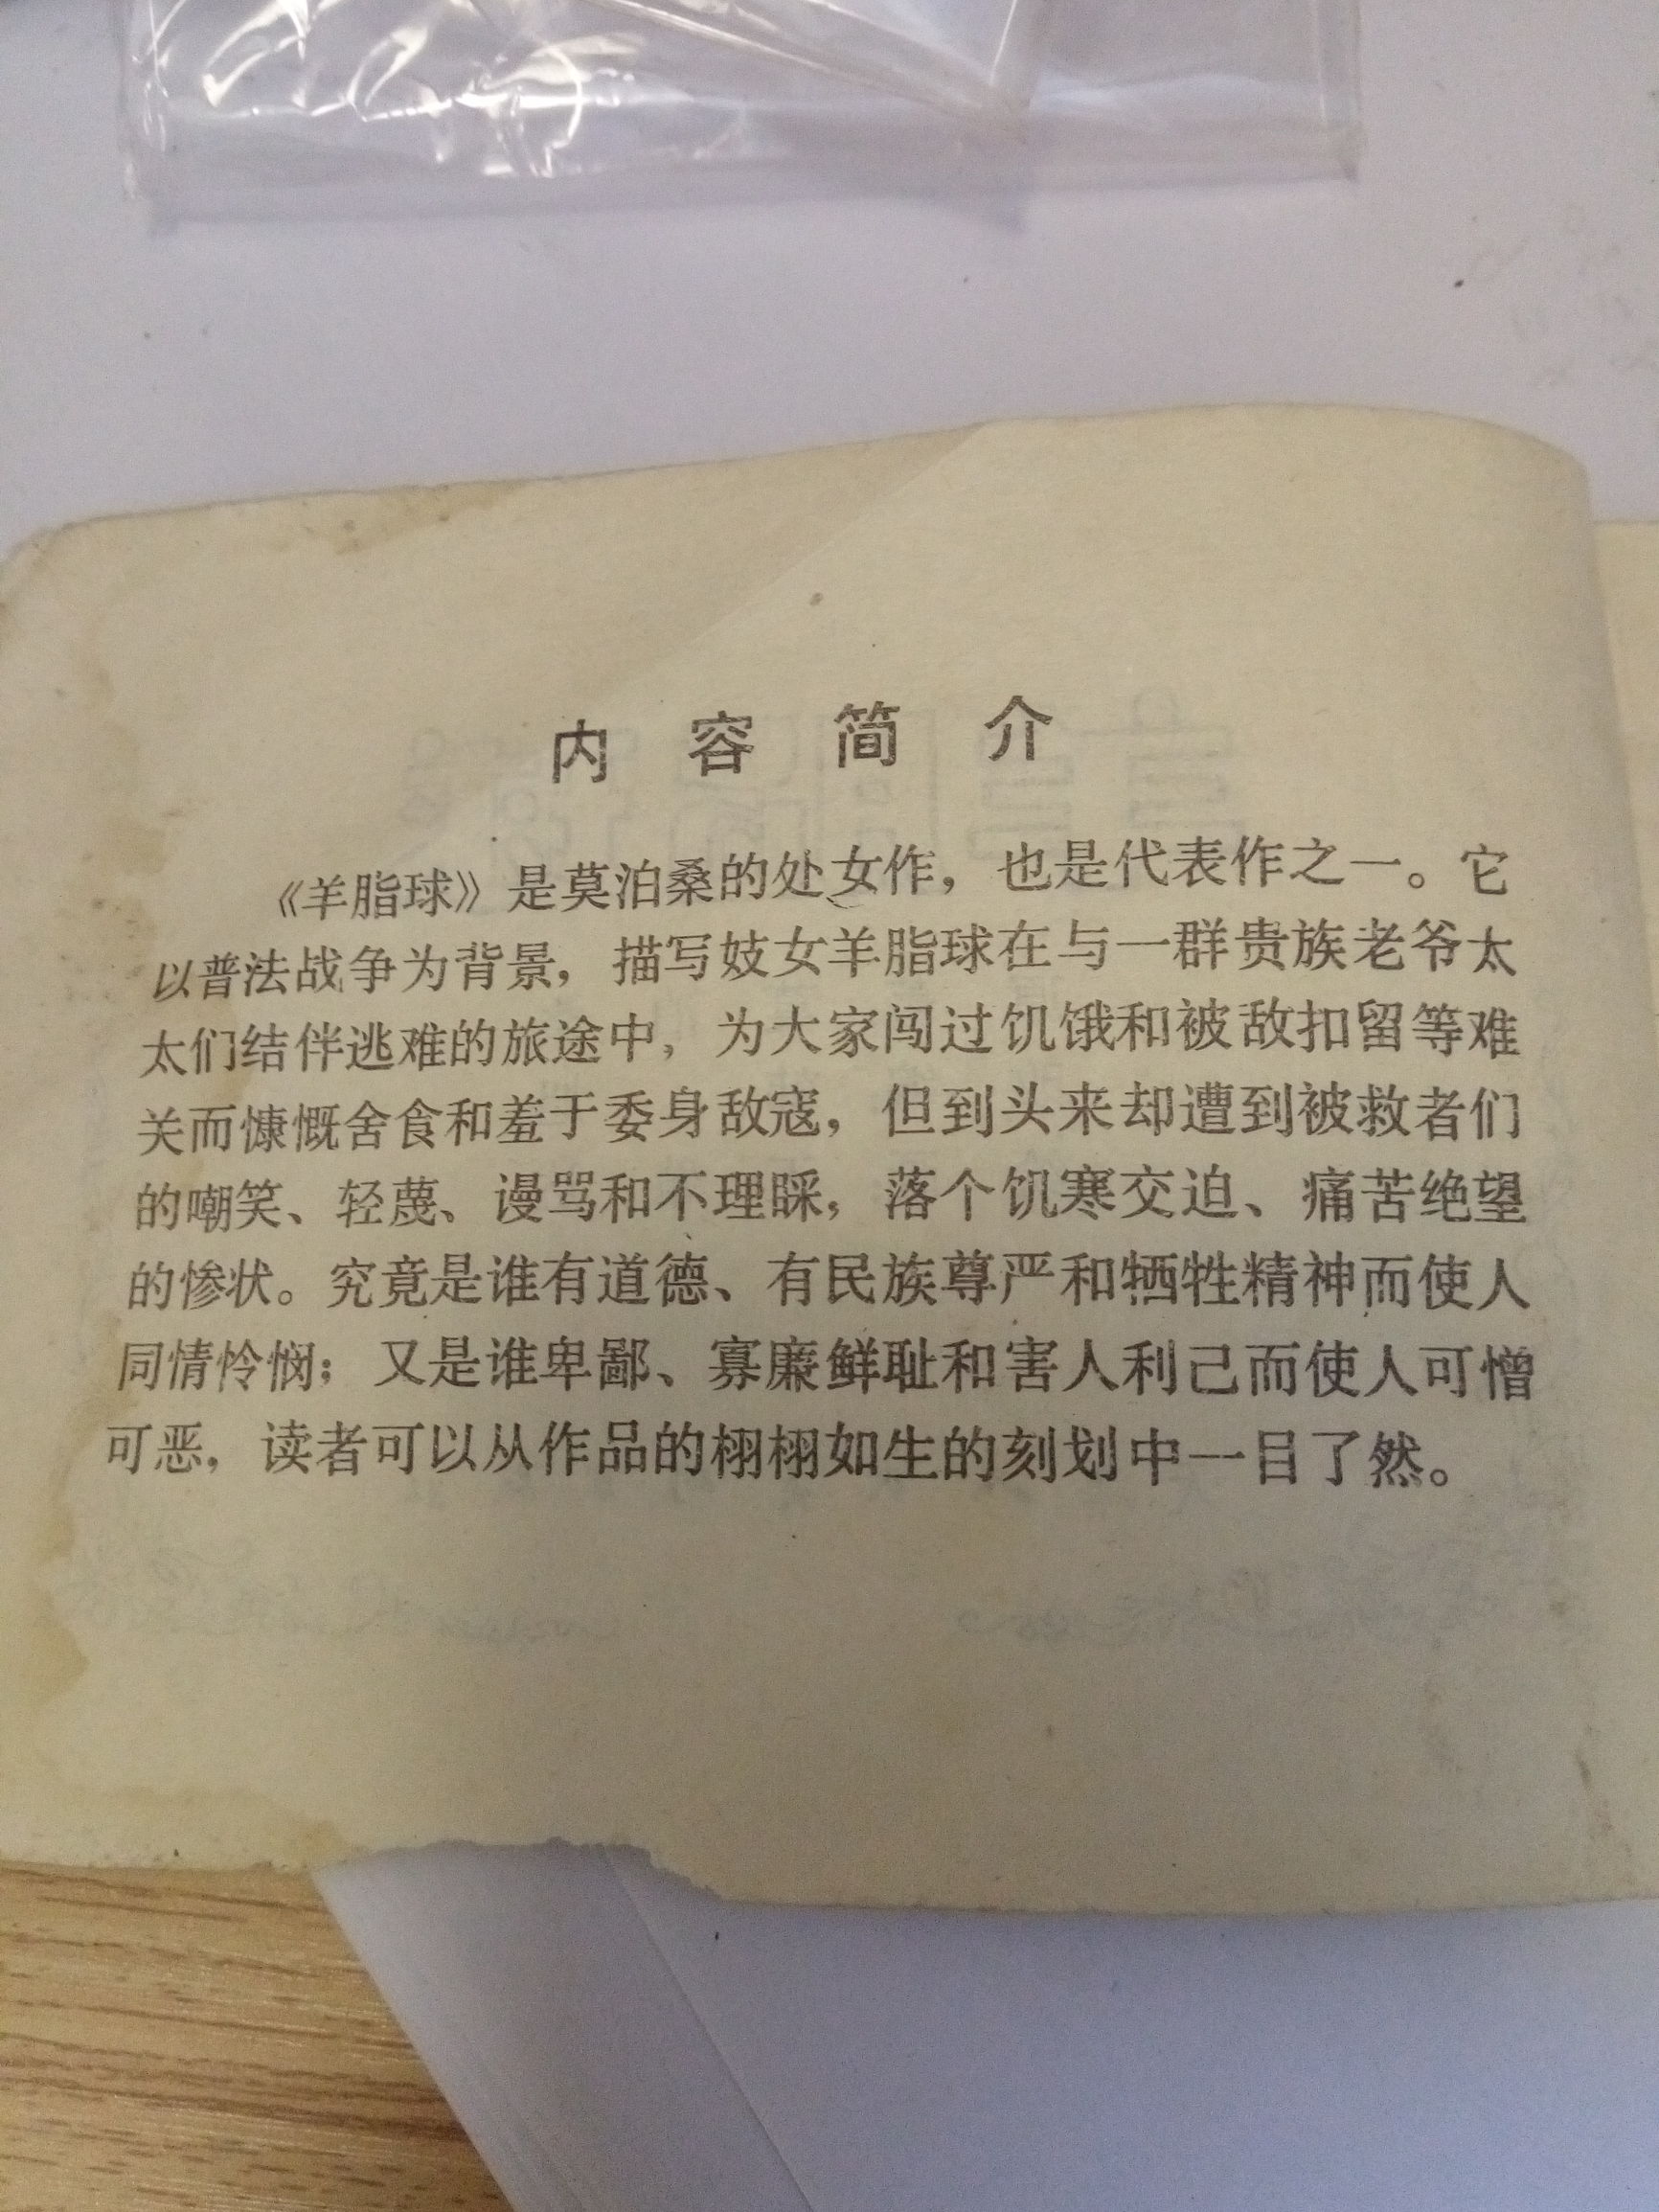 内容简介
《羊脂球》是莫泊桑的处女作，也是代表作之一。它
以普法战争为背景，描写妓女羊脂球在与一群贵族老爷太
太们结伴逃难的旅途中，为大家闯过饥饿和被敌扣留等难
关而慷慨舍食和羞于委身敌寇，但到头来却遭到被救者们
的嘲笑、轻蔑、谩骂和不理睬，落个饥寒交迫、痛苦绝望
的惨状。究竟是谁有道德、有民族尊严和牺牲精神而使人
同情怜悯；又是谁卑鄙、寡廉鲜耻和害人利己而使人可憎
可恶，读者可以从作品的栩栩如生的刻划中一目了然。